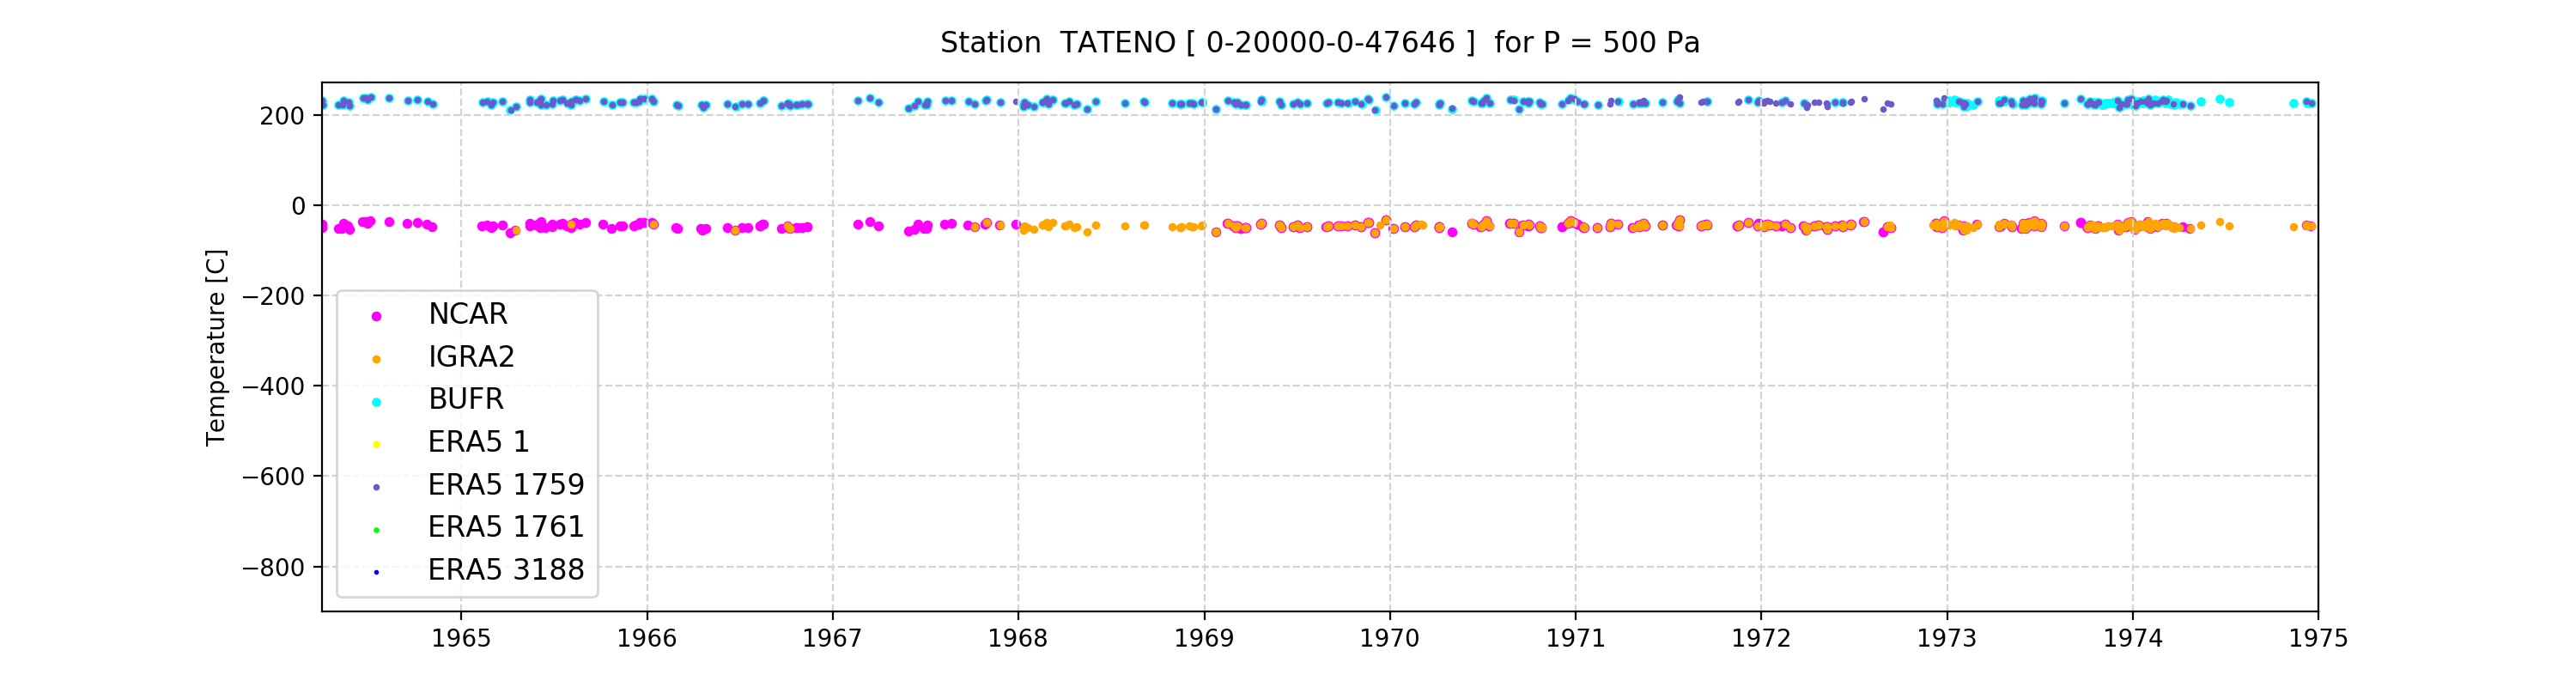 Station  TATENO [ 0-20000-0-47646 ]  for P = 500 Pa
Temperature [C]
200
0
−200
−400
−600
−800
NCAR
IGRA2
BUFR
ERA5 1
ERA5 1759
ERA5 1761
ERA5 3188
1965 1966 1967 1968 1969 1970 1971 1972 1973 1974 1975